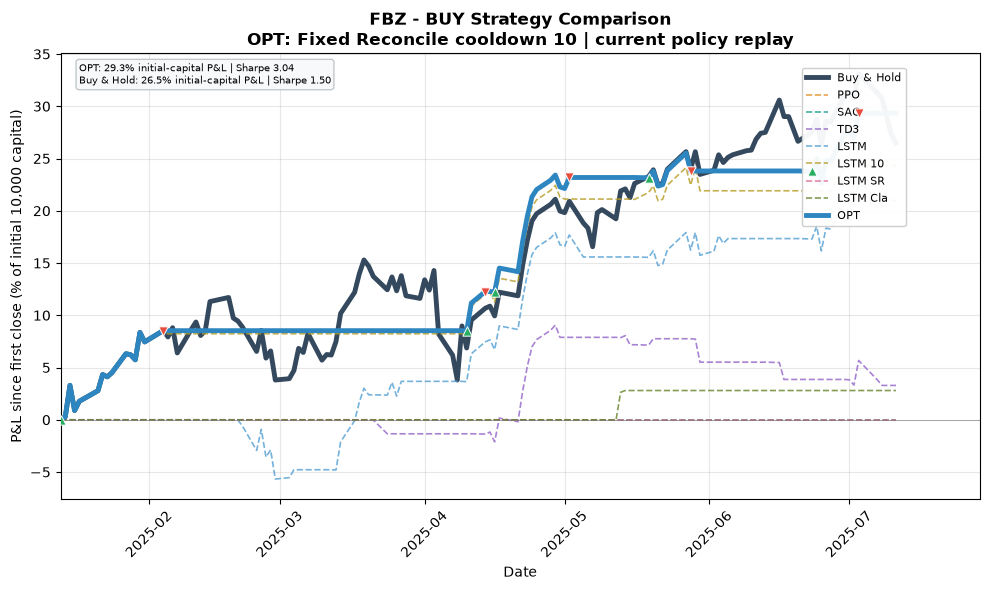 FBZ - BUY Strategy Comparison
OPT: Fixed Reconcile cooldown 10 | current policy replay
OPT: 29.3% initial-capital P&L | Sharpe 3.04
Buy & Hold: 26.5% initial-capital P&L | Sharpe 1.50
Buy & Hold
PPO
SAC
TD3
LSTM
LSTM 10
LSTM SR
LSTM Cla
OPT
P&L since first close (% of initial 10,000 capital)
35
30
25
20
15
10
5
0
−5
2025-02
2025-03
2025-04
2025-05
2025-06
2025-07
Date